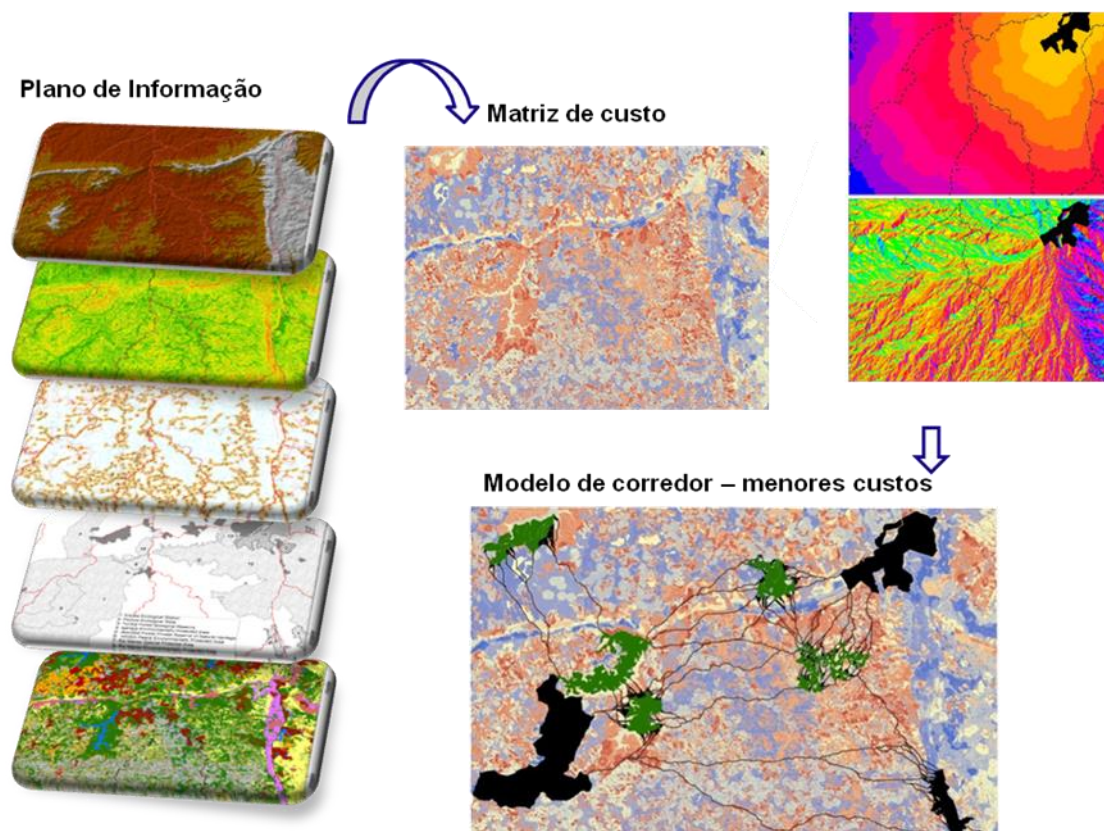 Plano de Informação
Matriz de custo
Modelo de corredor – menores custos